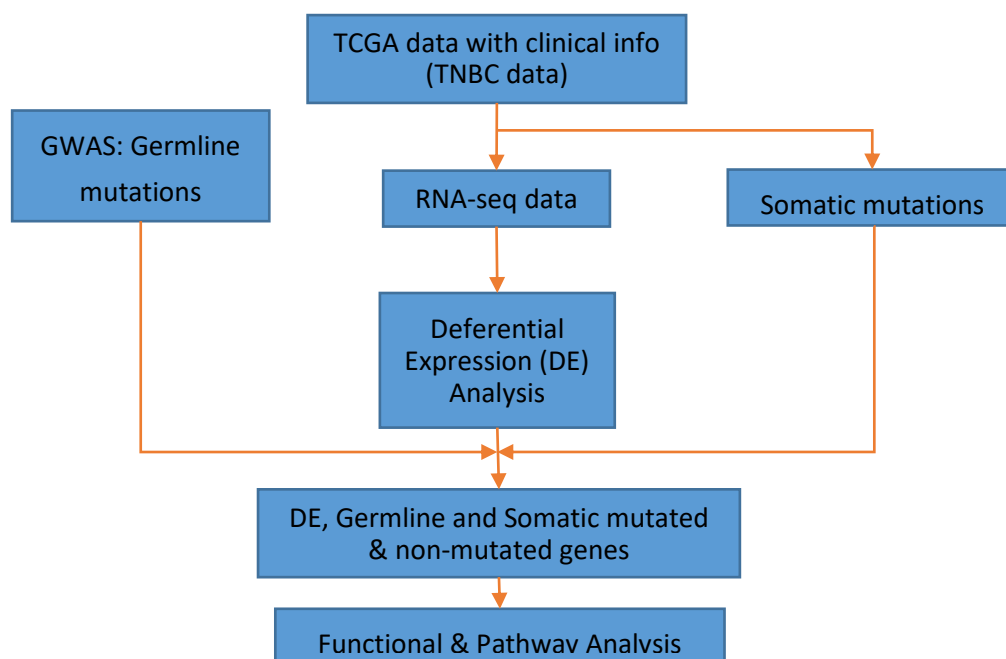 TCGA data with clinical info
(TNBC data)
GWAS: Germline
mutations
RNA-seq data
Somatic mutations
Deferential
Expression (DE)
Analysis
DE, Germline and Somatic mutated
& non-mutated genes
Functional & Pathway Analysis